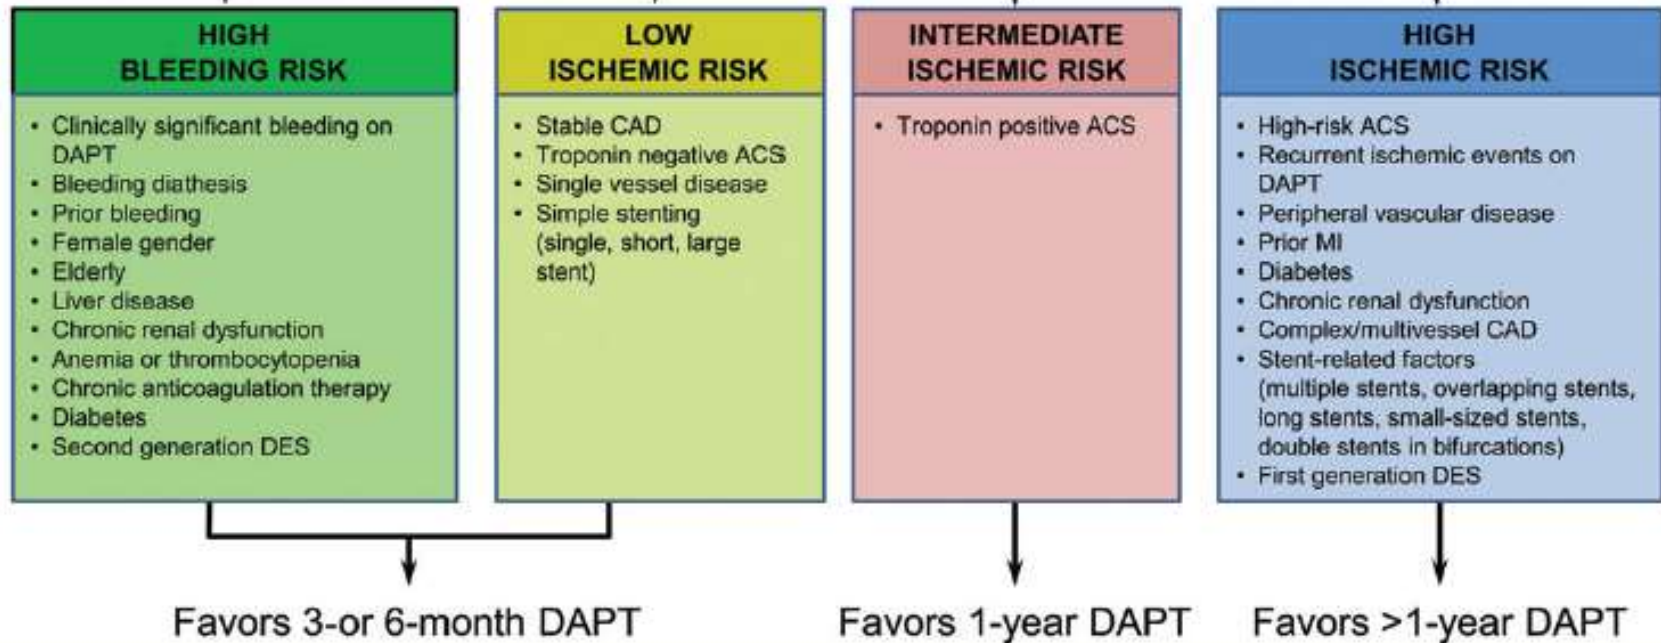 HIGH
BLEEDING RISK
• Clinically significant bleeding on
DAPT
• Bleeding diathesis
• Prior bleeding
• Female gender
• Elderly
• Liver disease
• Chronic renal dysfunction
• Anemia or thrombocytopenia
• Chronic anticoagulation therapy
• Diabetes
• Second generation DES
LOW
ISCHEMIC RISK
• Stable CAD
• Troponin negative ACS
• Single vessel disease
• Simple stenting
(single, short, large
stent)
INTERMEDIATE
ISCHEMIC RISK
• Troponin positive ACS
HIGH
ISCHEMIC RISK
• High-risk ACS
• Recurrent ischemic events on
DAPT
• Peripheral vascular disease
• Prior MI
• Diabetes
• Chronic renal dysfunction
• Complex/multivessel CAD
• Stent-related factors
(multiple stents, overlapping stents,
long stents, small-sized stents,
double stents in bifurcations)
• First generation DES
Favors 3-or 6-month DAPT
Favors 1-year DAPT
Favors >1-year DAPT